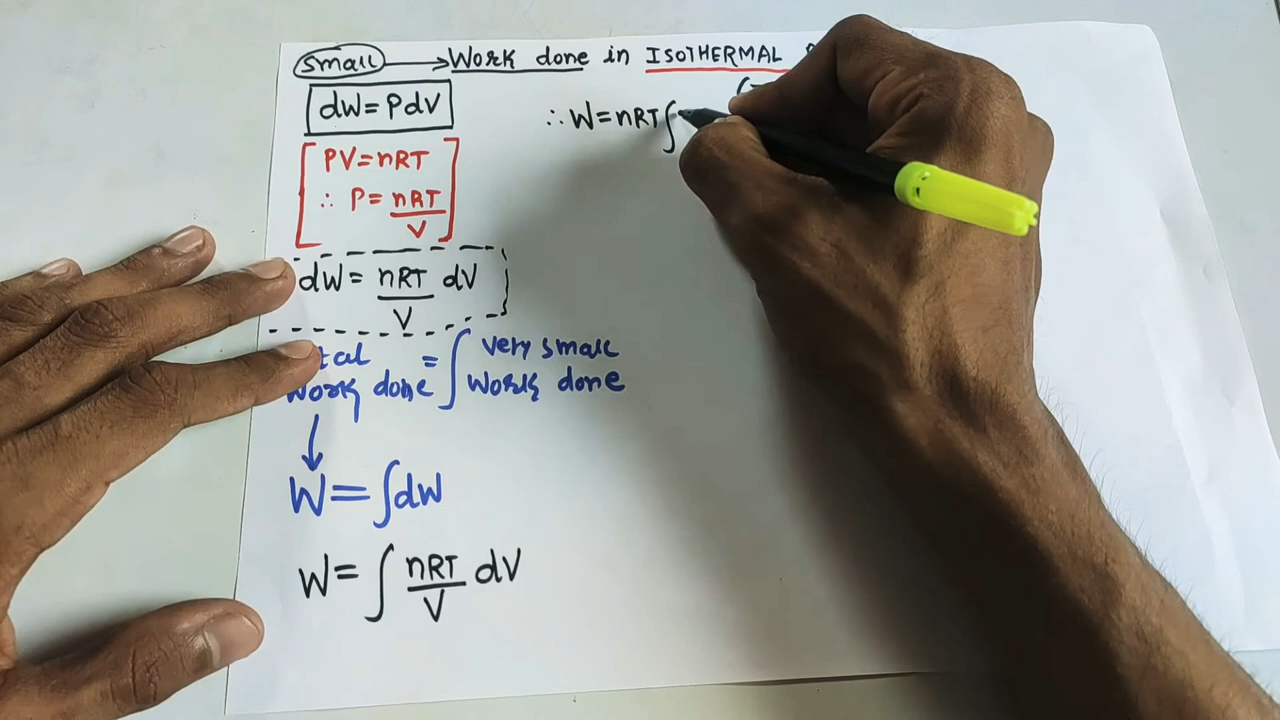 small → Work done in ISOTHERMAL
dW = PdV
PV = nRT
∴ P = nRT/V
dW = nRT/V dV
work done = ∫ very small work done
W = ∫dW
W = ∫ nRT/V dV
∴ W = nRT∫